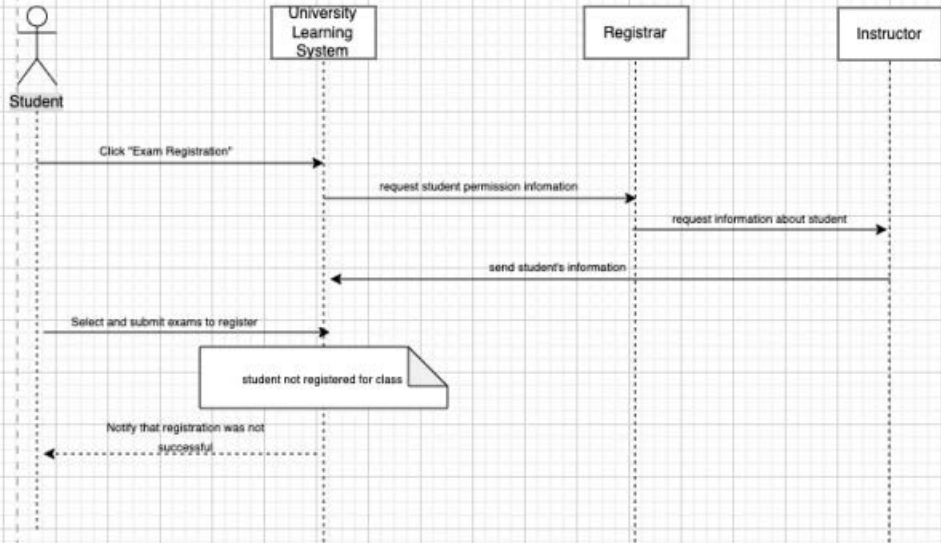 University
Learning
System
Registrar
Instructor
Student
Click "Exam Registration"
request student permission infomation
request information about student
send student's information
Select and submit exams to register
student not registered for class
Notify that registration was not
successful